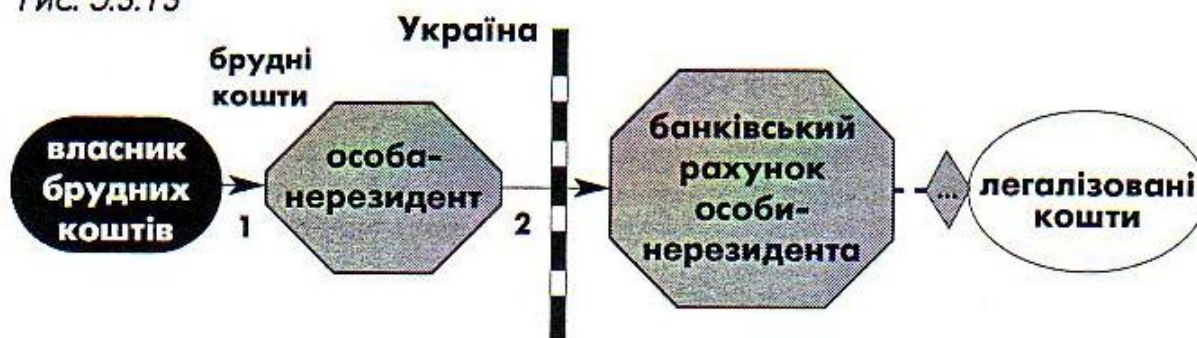 Україна
брудні
кошти
власник
брудних
коштів
1
особа-
нерезидент
2
банківський
рахунок
особи-
нерезидента
...
легалізовані
кошти